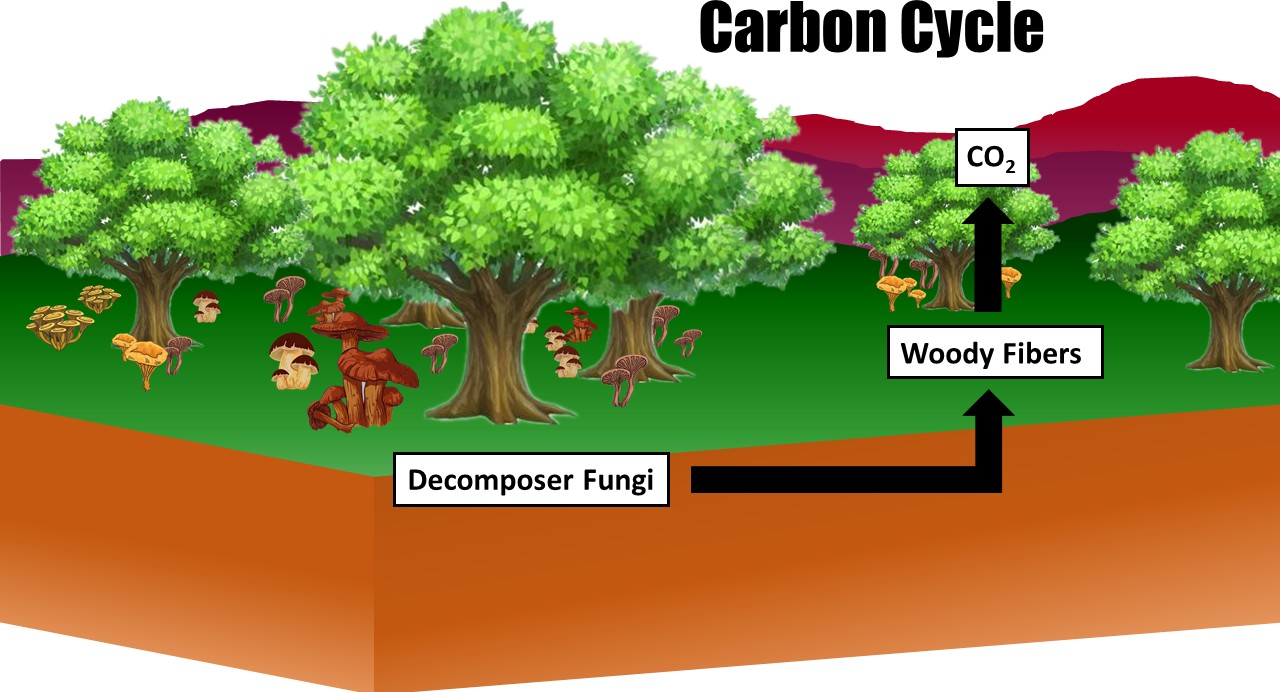 Carbon Cycle
CO₂
Woody Fibers
Decomposer Fungi